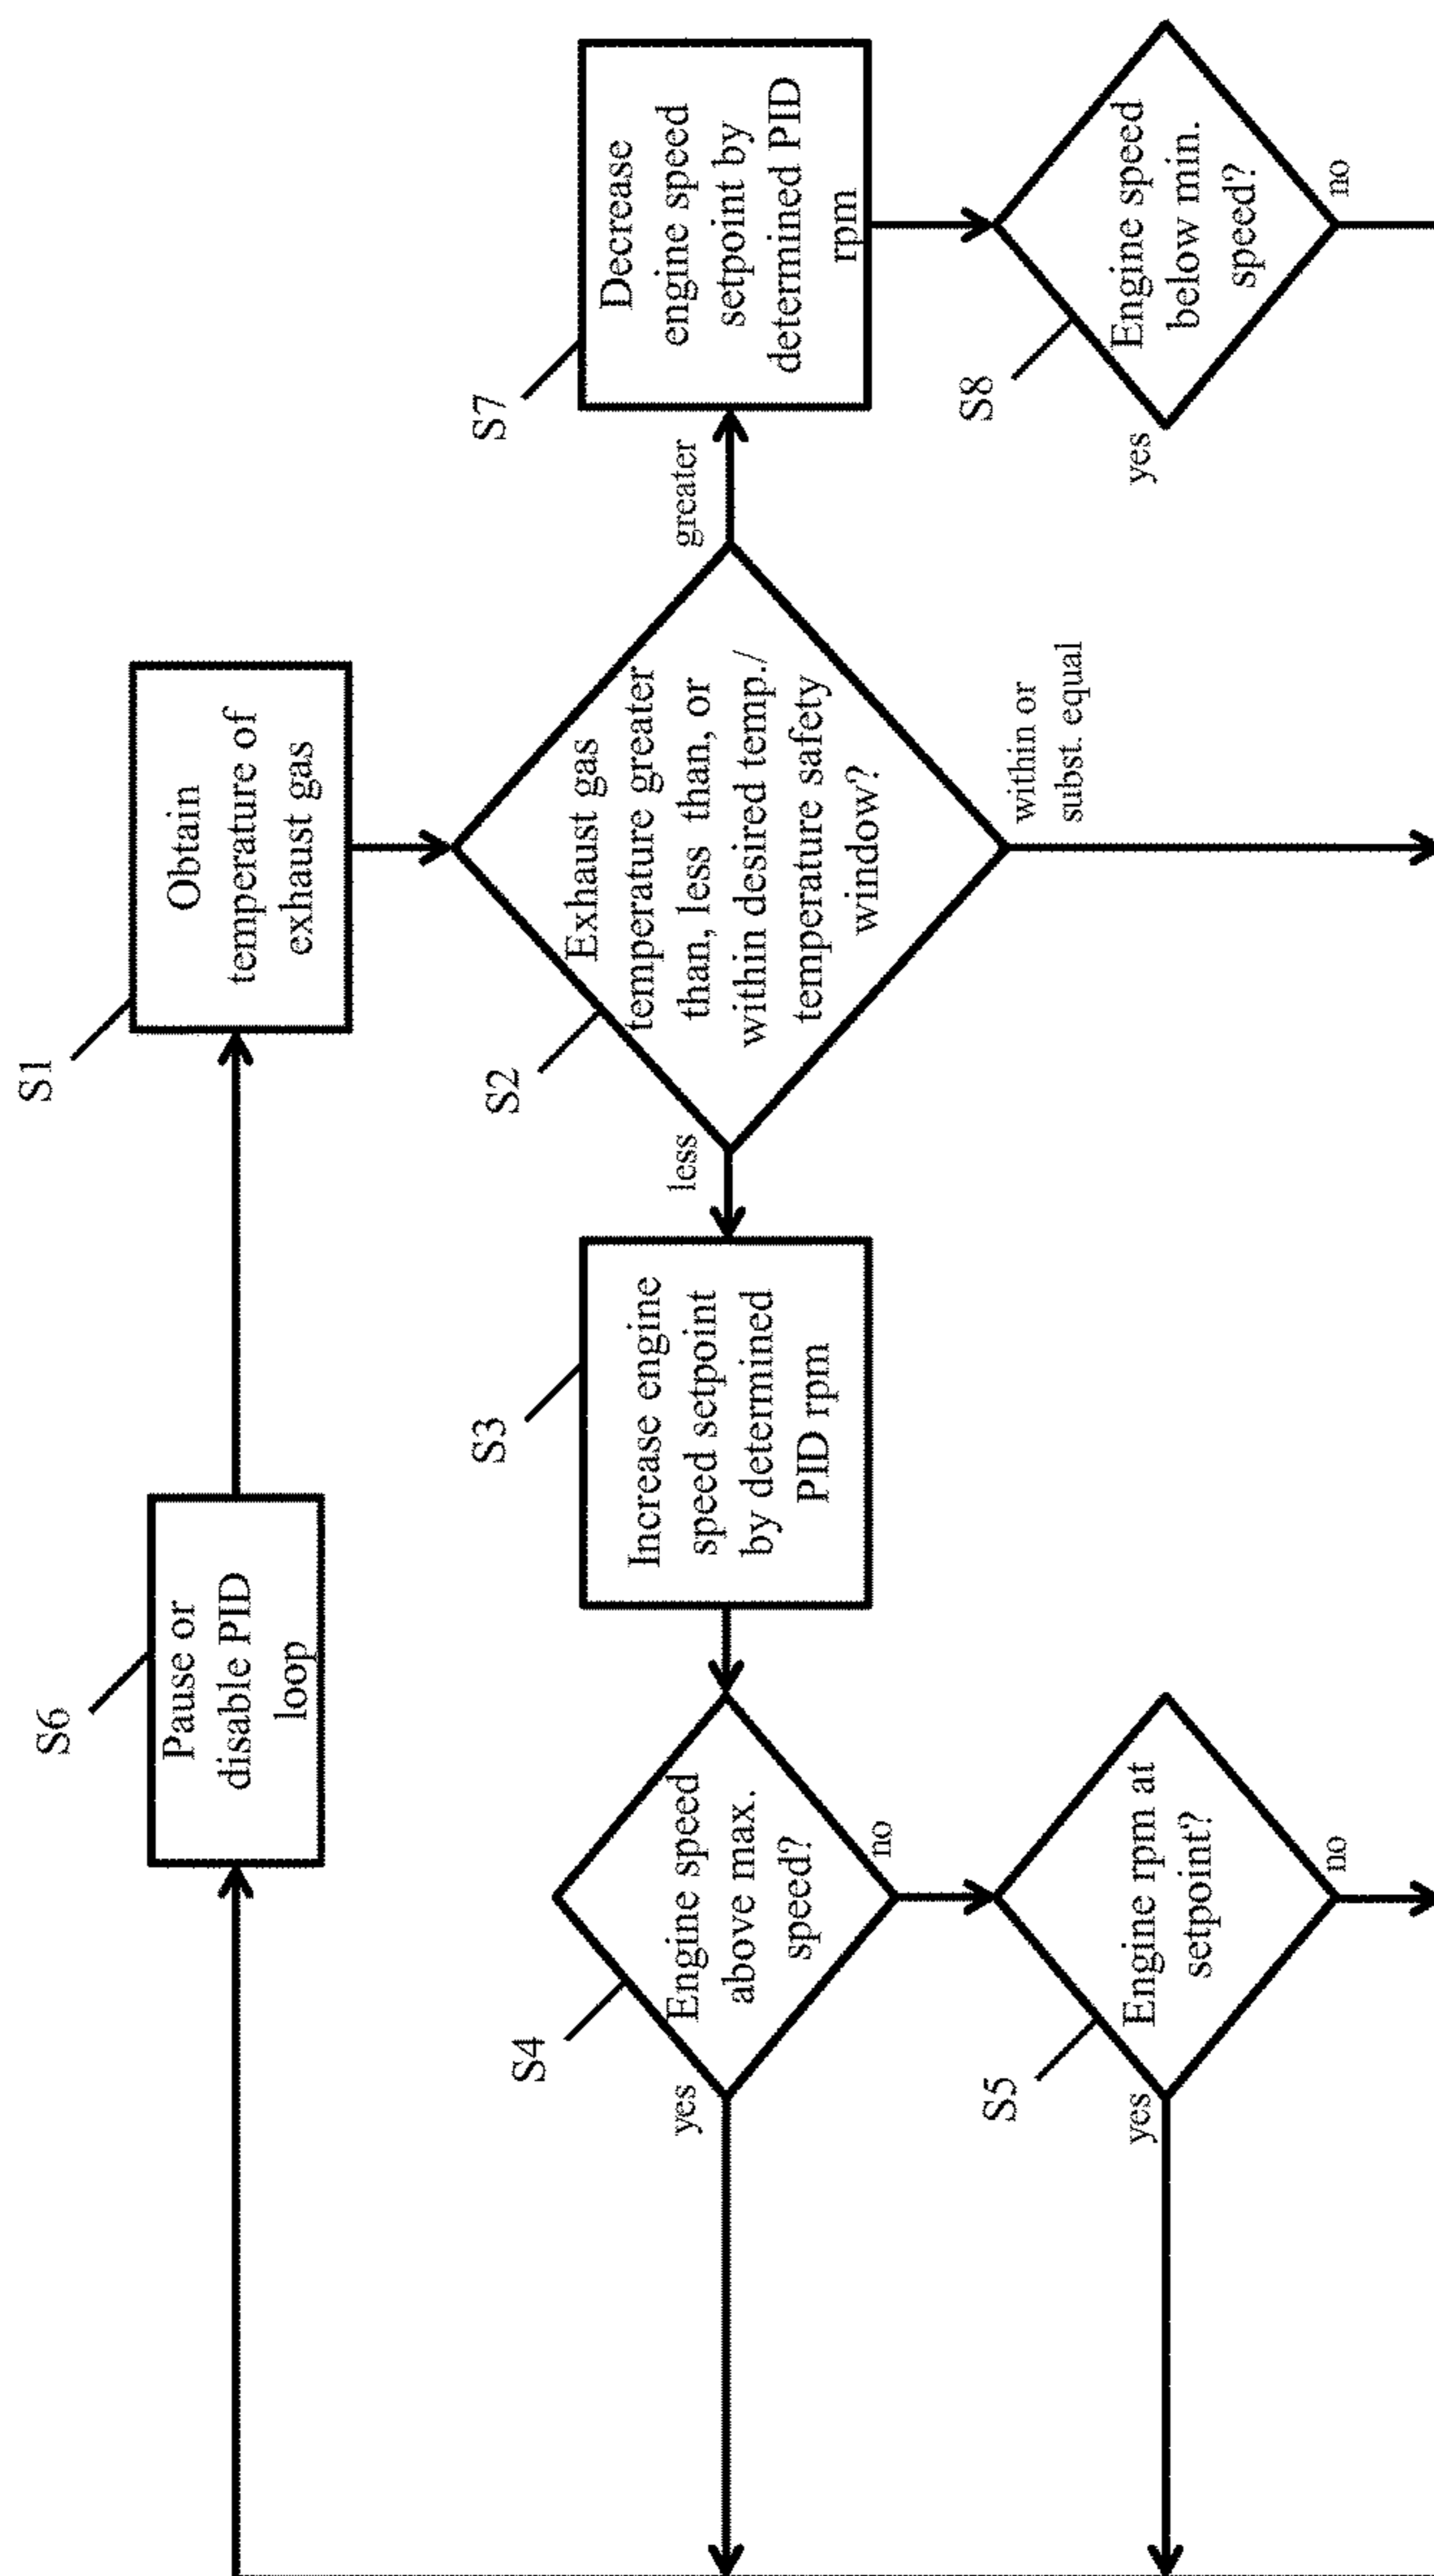 S6
Pause or
disable PID
loop
S1
Obtain
temperature of
exhaust gas
S4
Engine speed
above max.
speed?
yes
no
S3
Increase engine
speed setpoint
by determined
PID rpm
less
S2
Exhaust gas
temperature greater
than, less than, or
within desired temp./
temperature safety
window?
greater
within or
subst. equal
S7
Decrease
engine speed
setpoint by
determined PID
rpm
S5
Engine rpm at
setpoint?
yes
no
S8
Engine speed
below min.
speed?
yes
no